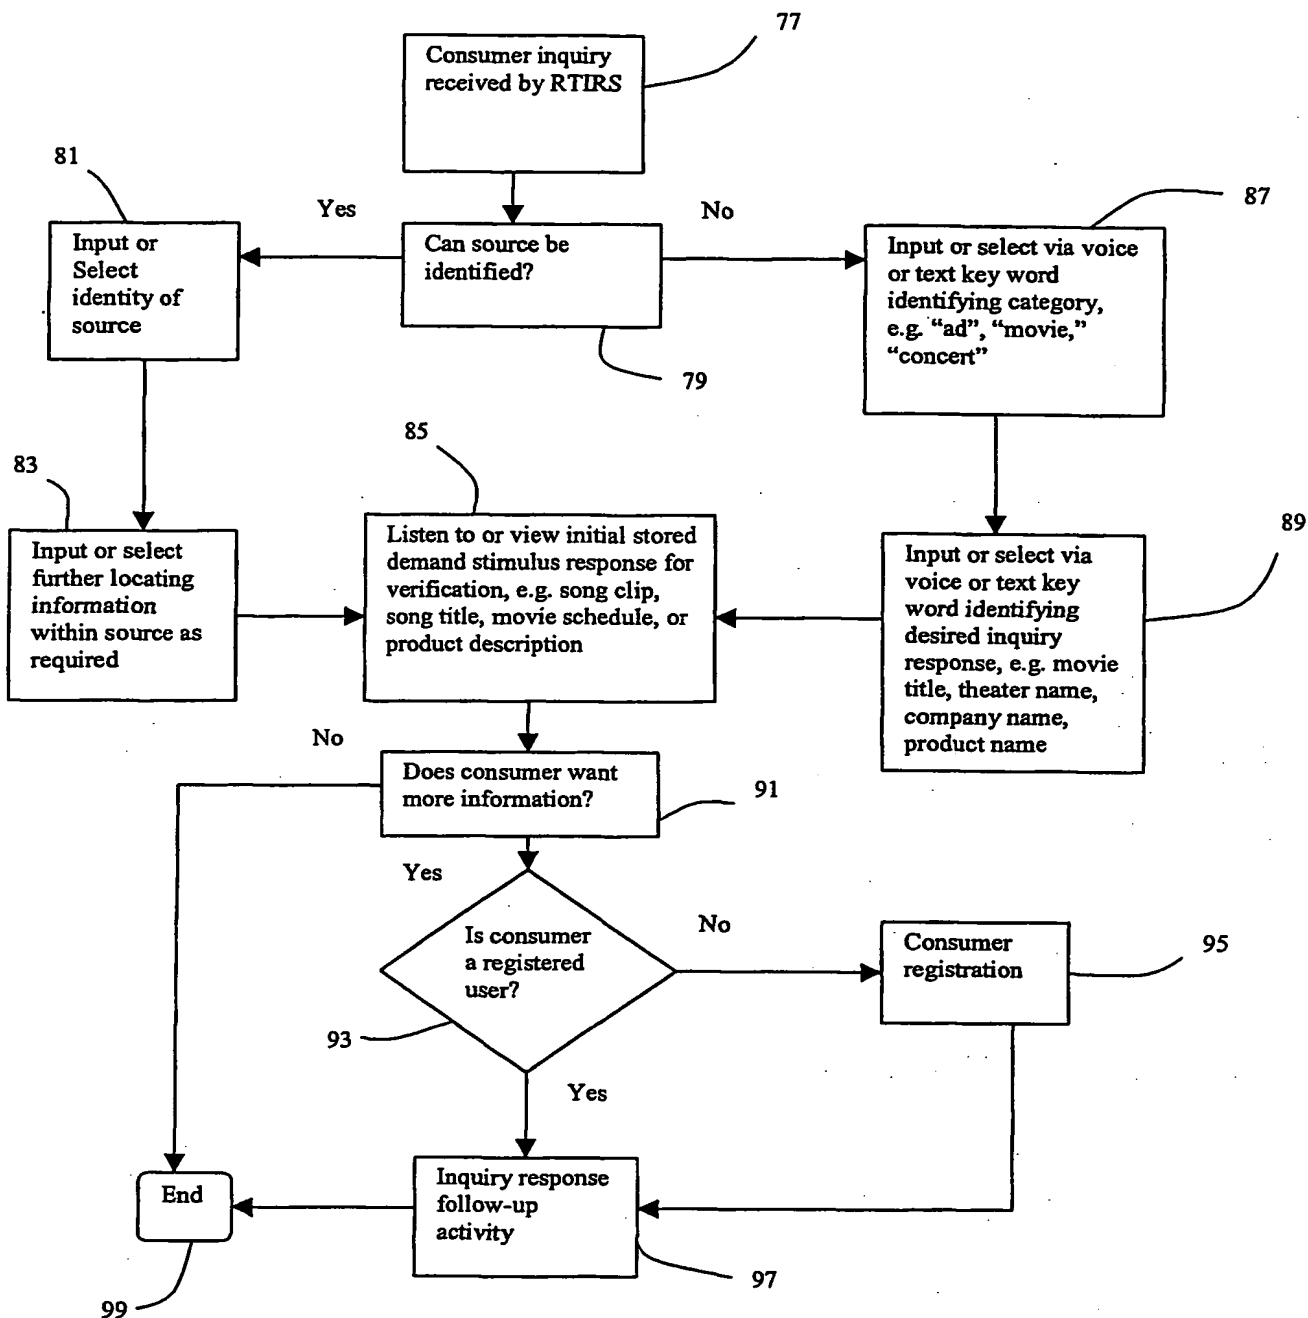 77
Consumer inquiry
received by RTIRS
81
Yes
No
87
Input or
Select
identity of
source
Can source be
identified?
79
Input or select via voice
or text key word
identifying category,
e.g. “ad”, “movie,”
“concert”
83
85
89
Input or select
further locating
information
within source as
required
Listen to or view initial stored
demand stimulus response for
verification, e.g. song clip,
song title, movie schedule, or
product description
Input or select via
voice or text key
word identifying
desired inquiry
response, e.g. movie
title, theater name,
company name,
product name
No
Does consumer want
more information?
91
Yes
Is consumer
a registered
user?
93
No
Consumer
registration
95
Yes
End
99
Inquiry response
follow-up
activity
97